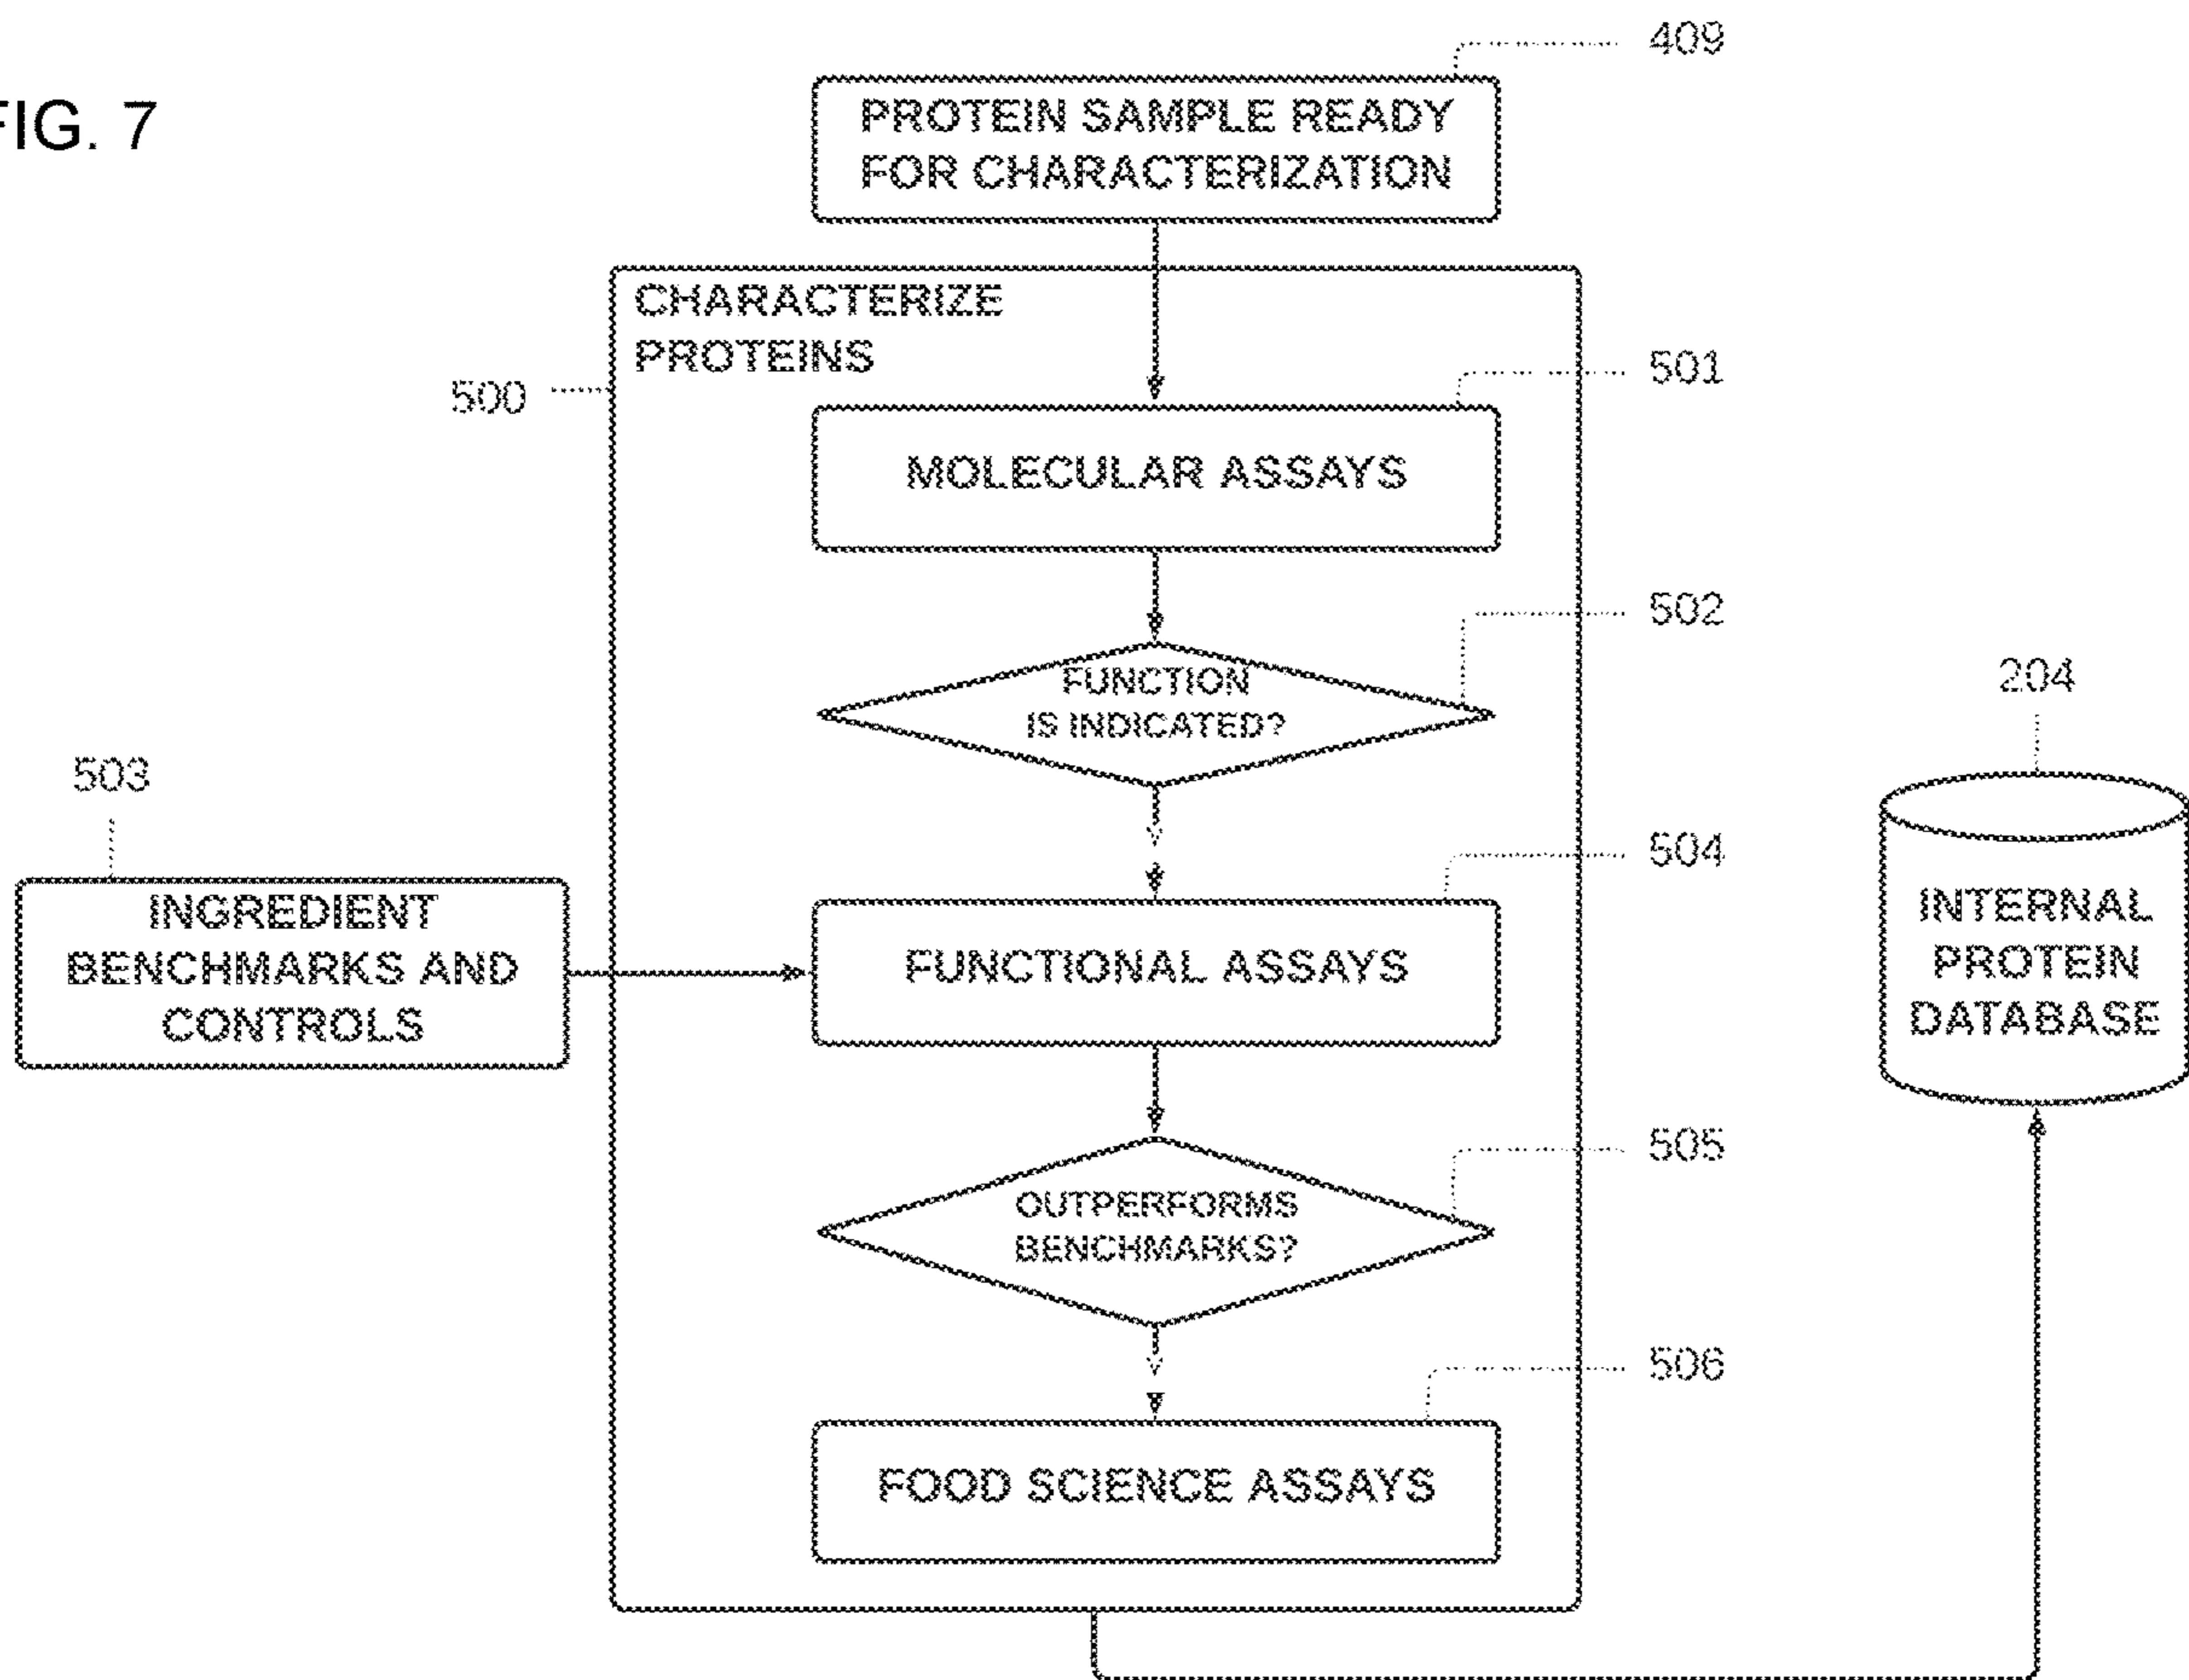 409
FIG. 7
PROTEIN SAMPLE READY
FOR CHARACTERIZATION
CHARACTERIZE
PROTEINS
500
501
MOLECULAR ASSAYS
502
FUNCTION
IS INDICATED?
204
503
504
INGREDIENT
BENCHMARKS AND
CONTROLS
FUNCTIONAL ASSAYS
INTERNAL
PROTEIN
DATABASE
505
OUTPERFORMS
BENCHMARKS?
506
FOOD SCIENCE ASSAYS